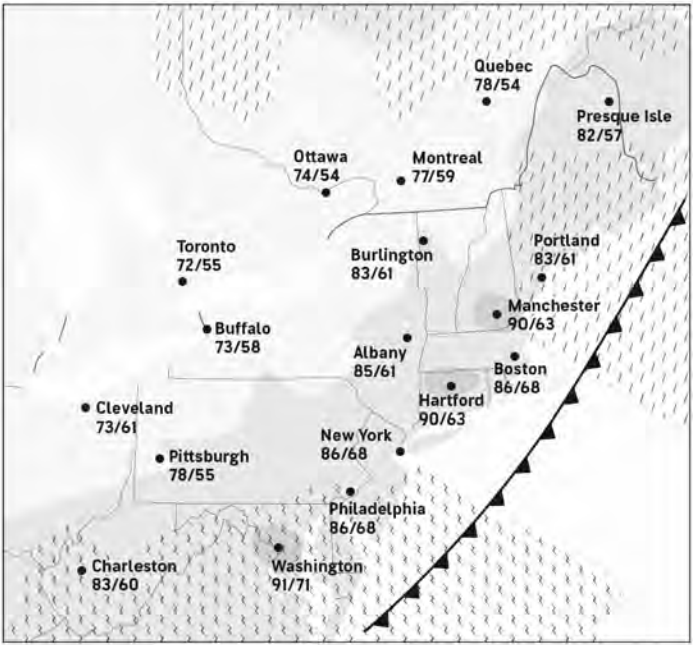 Quebec
78/54
Presque Isle
82/57
Ottawa
74/54
Montreal
77/59
Toronto
72/55
Burlington
83/61
Portland
83/61
Buffalo
73/58
Manchester
90/63
Albany
85/61
Boston
86/68
Cleveland
73/61
Hartford
90/63
New York
86/68
Pittsburgh
78/55
Philadelphia
86/68
Charleston
83/60
Washington
91/71